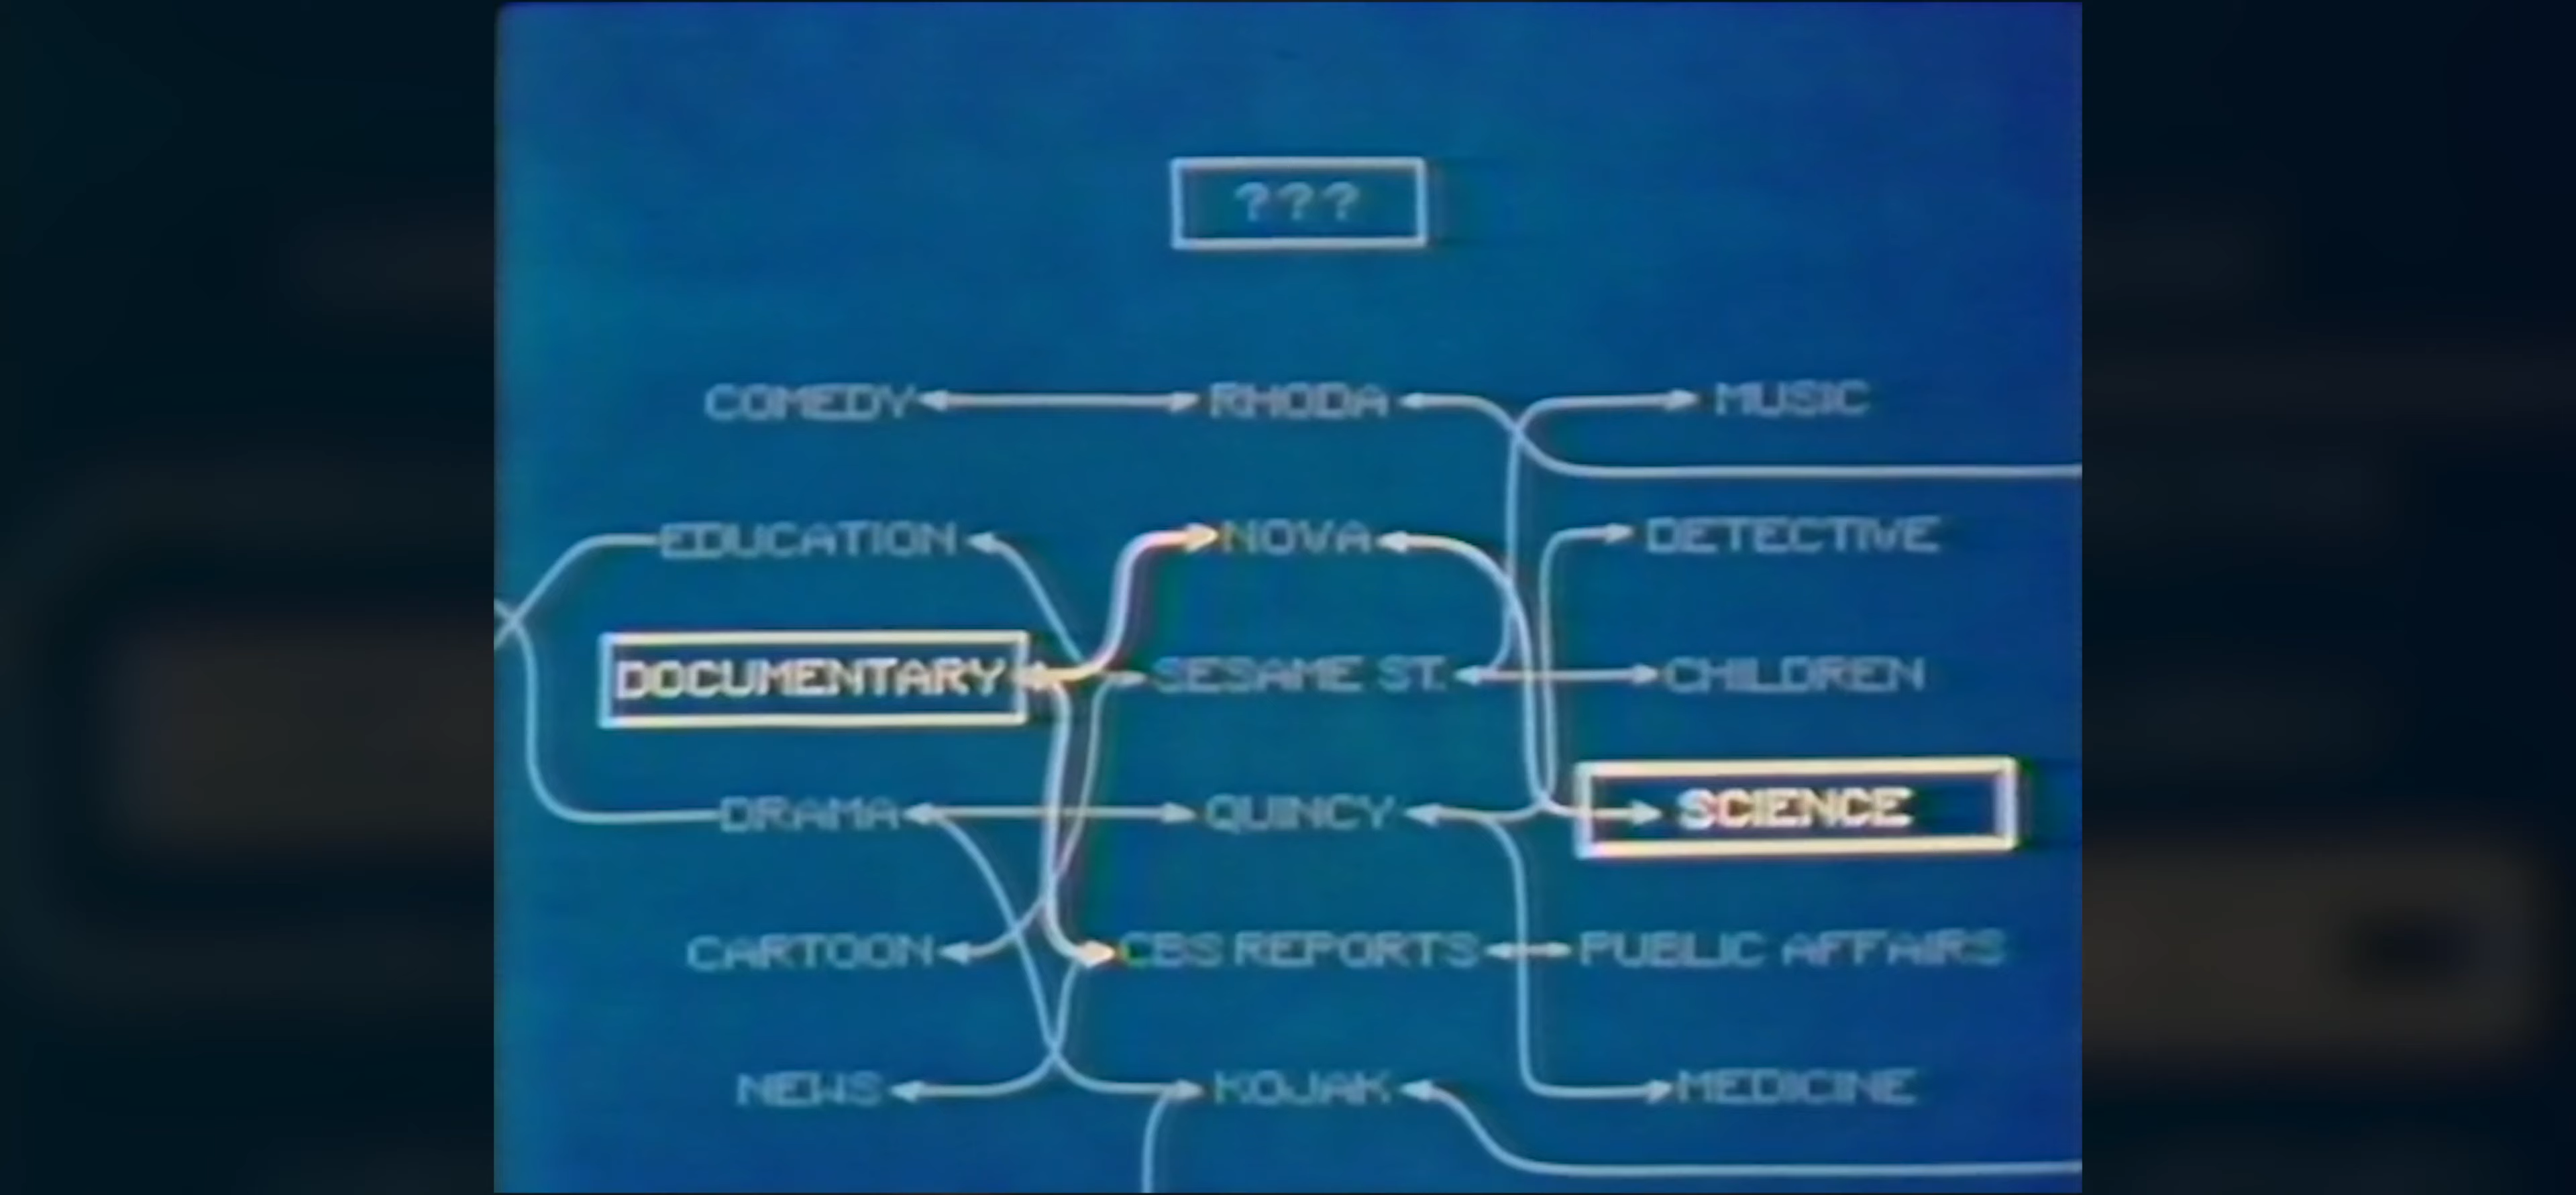 ???
COMEDY RHODA MUSIC
EDUCATION NOVA DETECTIVE
DOCUMENTARY SESAME ST. CHILDREN
DRAMA QUINCY SCIENCE
CARTOON CBS REPORTS PUBLIC AFFAIRS
NEWS KOJAK MEDICINE